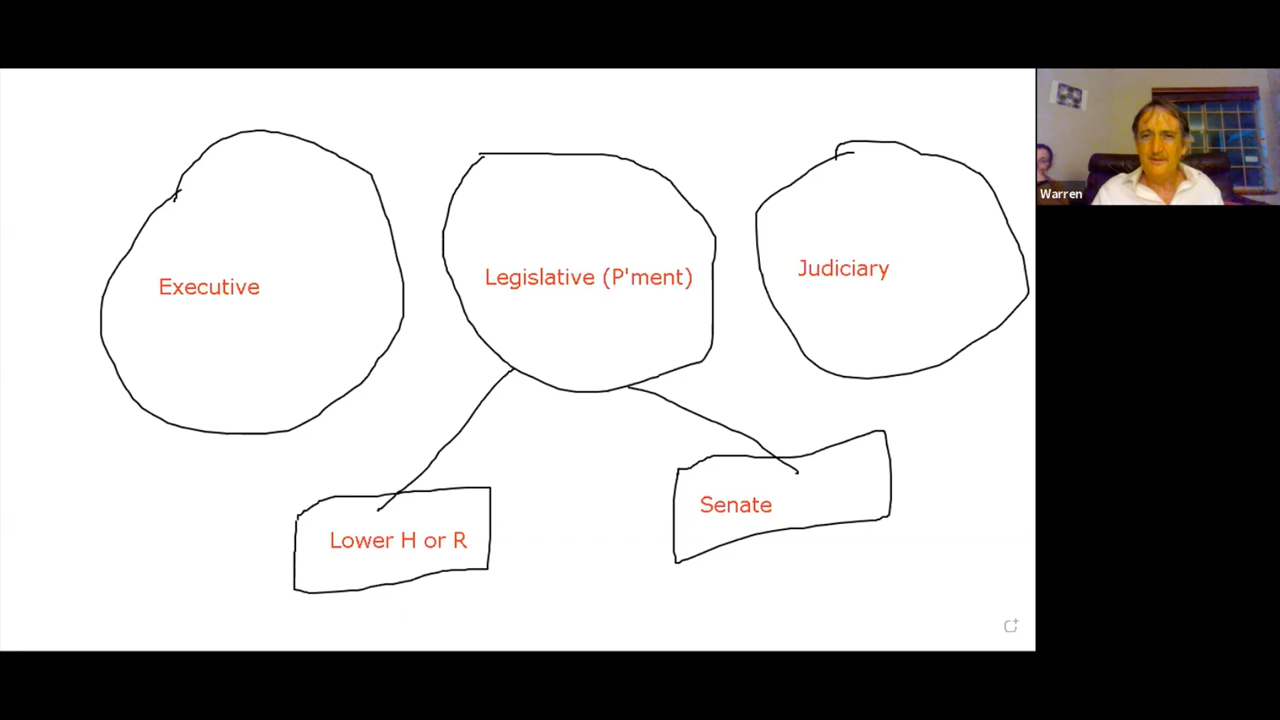 Executive
Legislative (P'ment)
Judiciary
Lower H or R
Senate
Warren